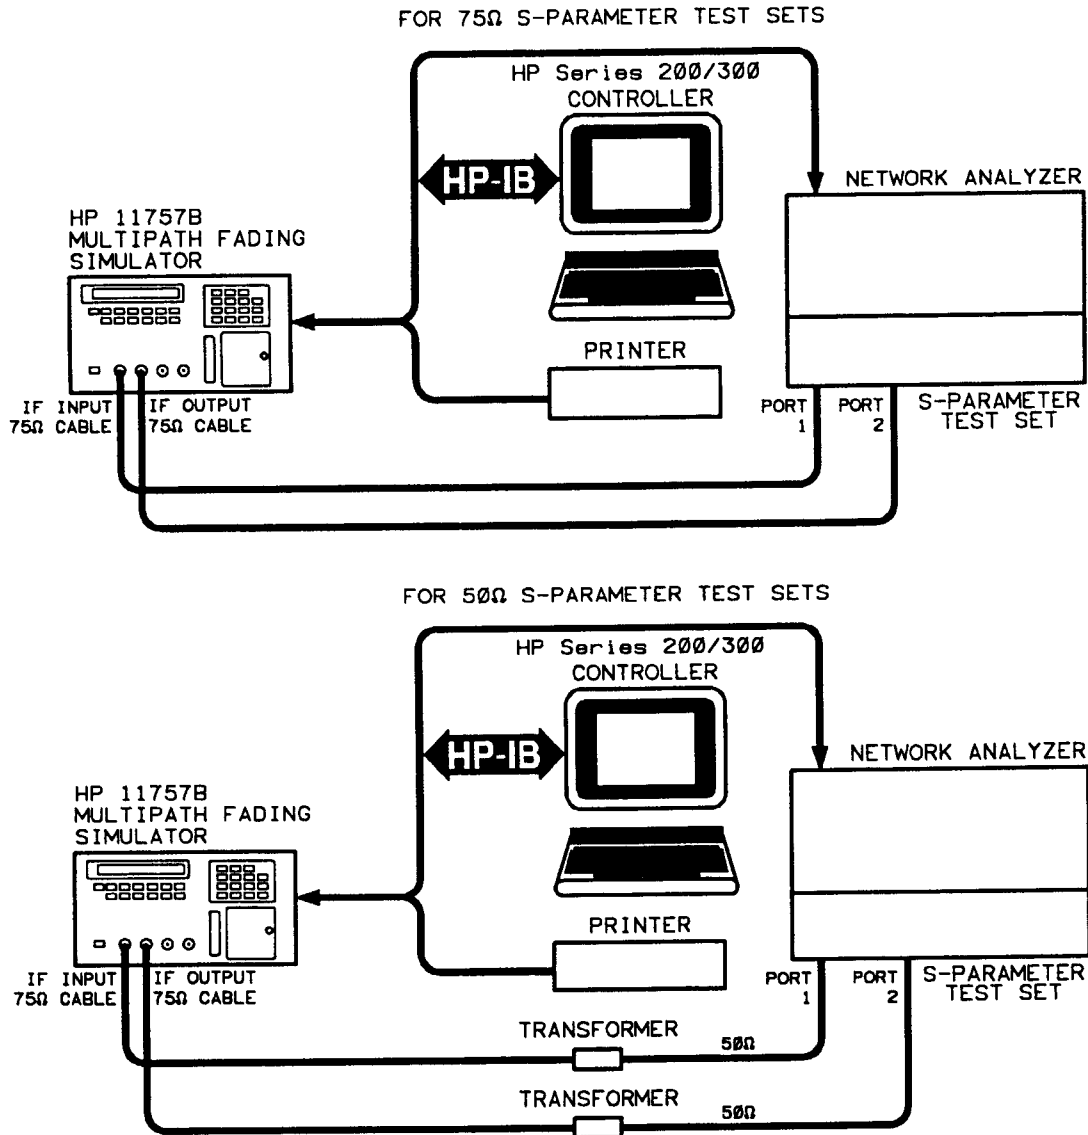 FOR 75Ω S-PARAMETER TEST SETS
HP Series 200/300
CONTROLLER
HP-IB
NETWORK ANALYZER
HP 11757B
MULTIPATH FADING
SIMULATOR
PRINTER
IF INPUT
75Ω CABLE
IF OUTPUT
75Ω CABLE
PORT
1
PORT
2
S-PARAMETER
TEST SET
FOR 50Ω S-PARAMETER TEST SETS
HP Series 200/300
CONTROLLER
HP-IB
NETWORK ANALYZER
HP 11757B
MULTIPATH FADING
SIMULATOR
PRINTER
IF INPUT
75Ω CABLE
IF OUTPUT
75Ω CABLE
PORT
1
PORT
2
S-PARAMETER
TEST SET
TRANSFORMER
50Ω
TRANSFORMER
50Ω